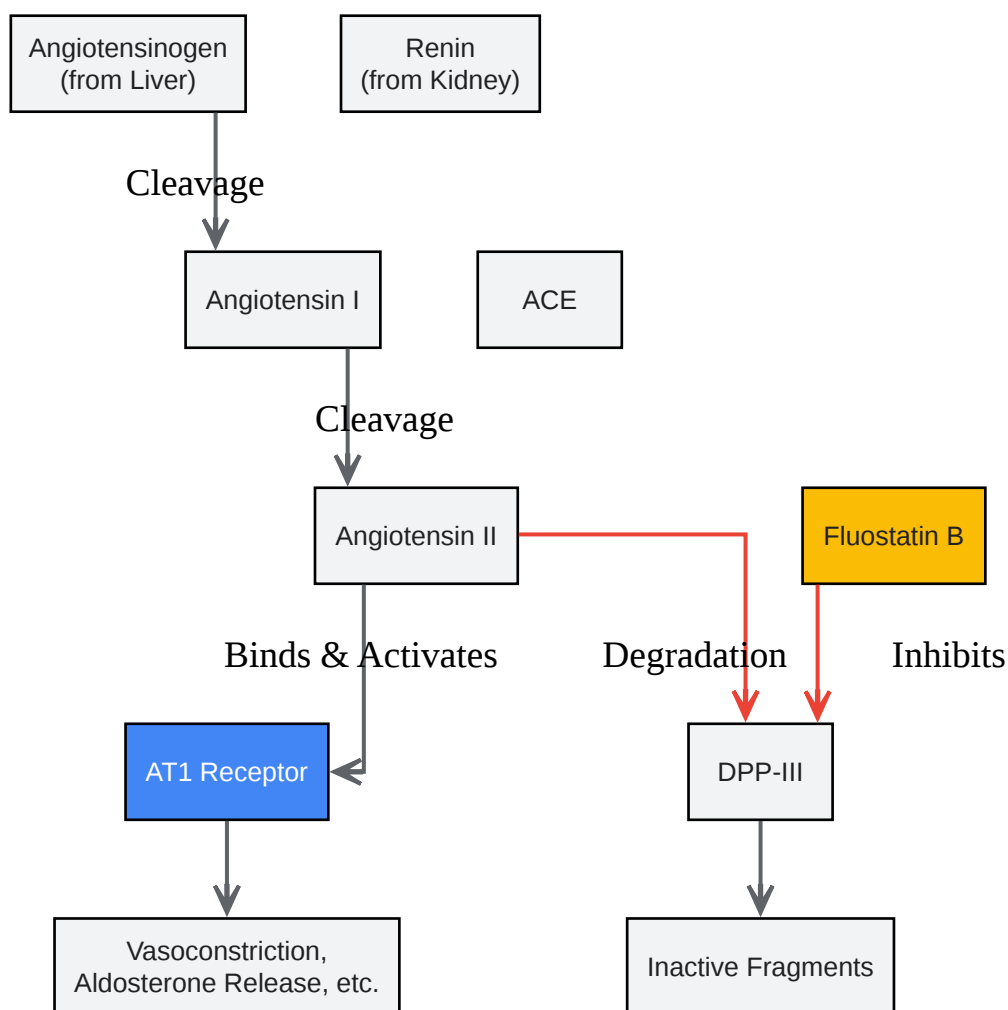 Angiotensinogen
(from Liver)
Renin
(from Kidney)
Cleavage
Angiotensin I
ACE
Cleavage
Angiotensin II
Fluostatin B
Binds & Activates
Degradation
Inhibits
AT1 Receptor
DPP-III
Vasoconstriction,
Aldosterone Release, etc.
Inactive Fragments